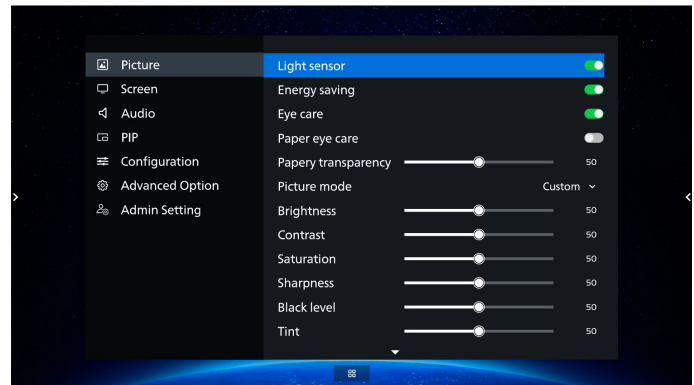 Picture
Screen
Audio
PIP
Configuration
Advanced Option
Admin Setting
Light sensor
Energy saving
Eye care
Paper eye care
Papery transparency 50
Picture mode Custom
Brightness 50
Contrast 50
Saturation 50
Sharpness 50
Black level 50
Tint 50